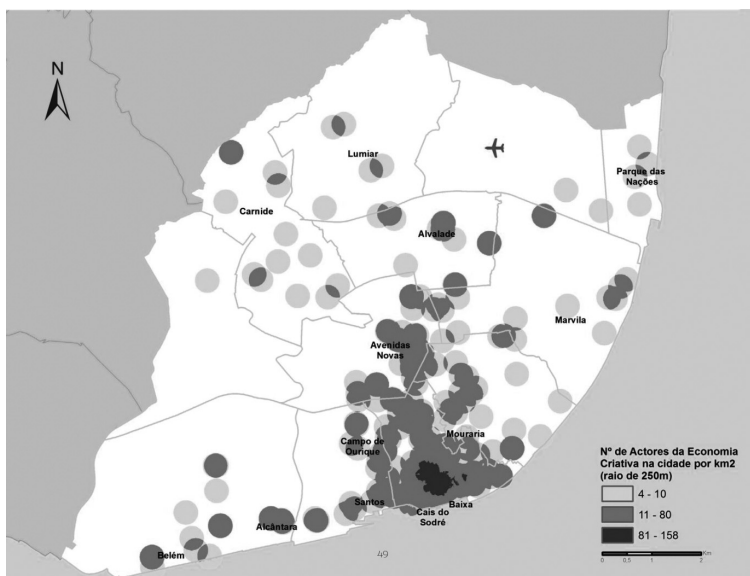 N
Lumiar
Parque das
Nações
Carnide
Alvalade
Marvila
Avenidas
Novas
Mouraria
Campo de
Ourique
Nº de Actores da Economia
Criativa na cidade por km2
(raio de 250m)
4 - 10
11 - 80
81 - 158
0 0,5 1 2 Km
Santos
Baixa
Cais do
Sodré
Alcântara
Belém
49